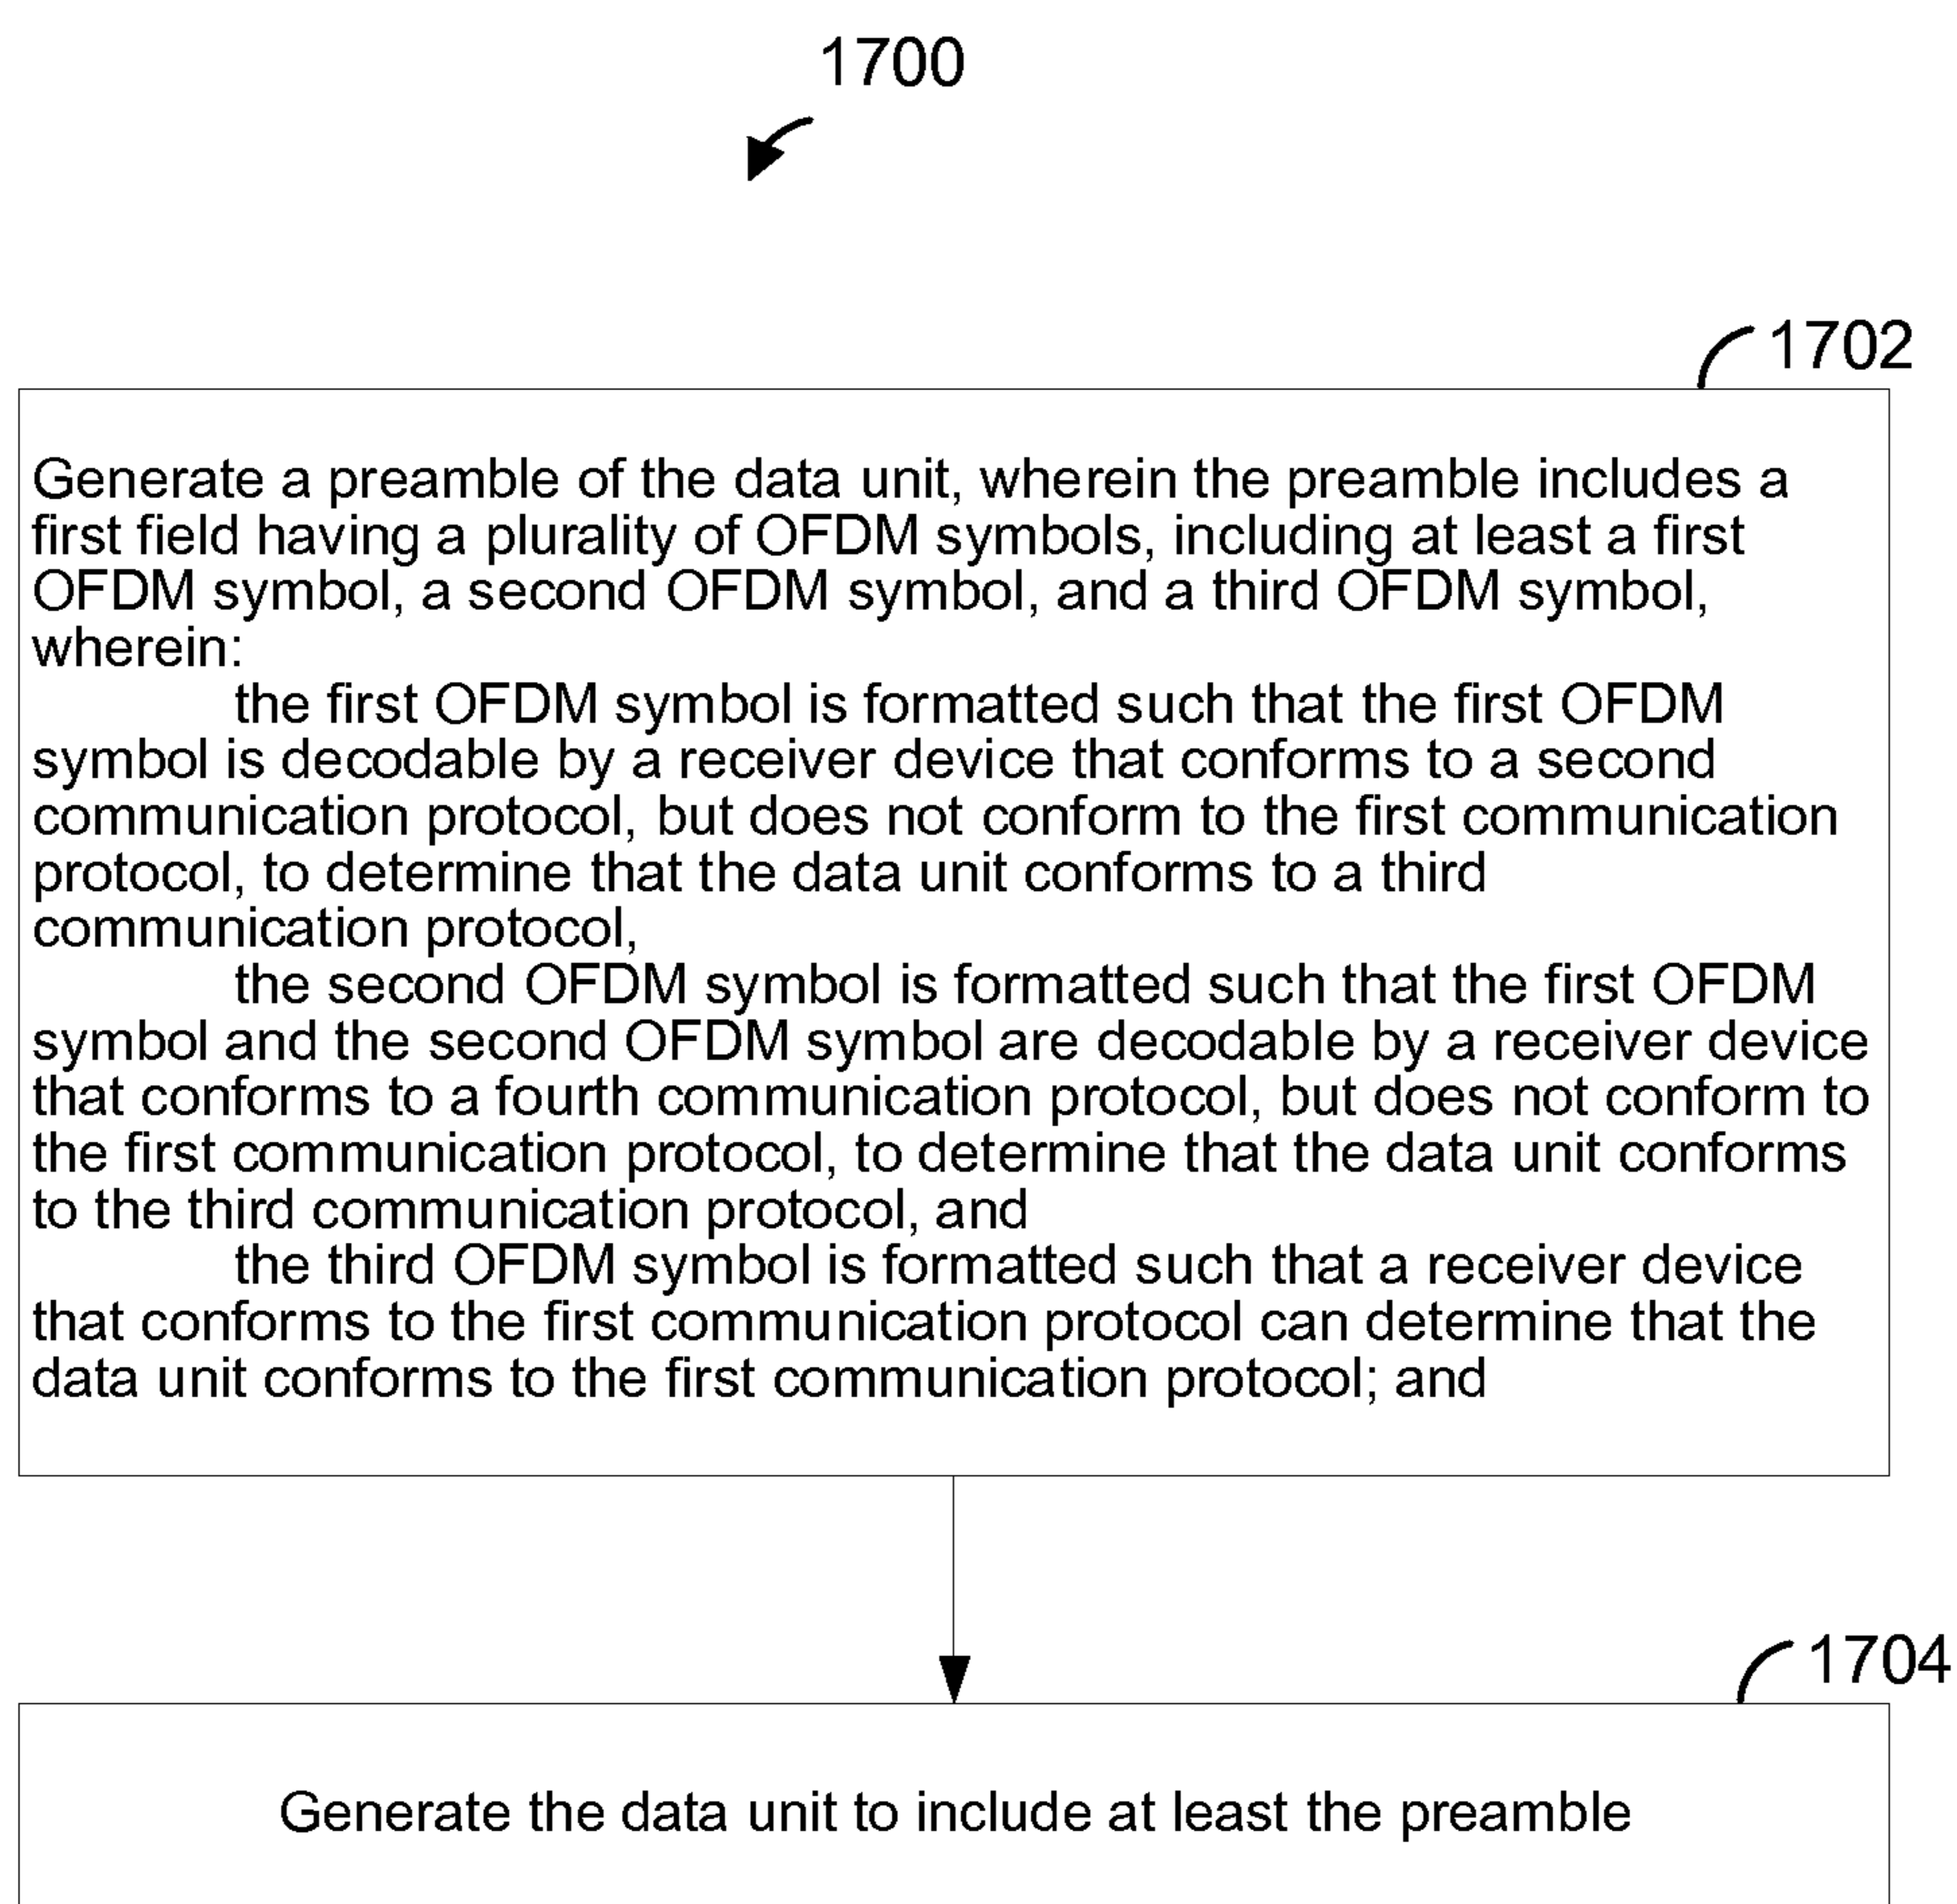 1700
1702
Generate a preamble of the data unit, wherein the preamble includes a
first field having a plurality of OFDM symbols, including at least a first
OFDM symbol, a second OFDM symbol, and a third OFDM symbol,
wherein:
the first OFDM symbol is formatted such that the first OFDM
symbol is decodable by a receiver device that conforms to a second
communication protocol, but does not conform to the first communication
protocol, to determine that the data unit conforms to a third
communication protocol,
the second OFDM symbol is formatted such that the first OFDM
symbol and the second OFDM symbol are decodable by a receiver device
that conforms to a fourth communication protocol, but does not conform to
the first communication protocol, to determine that the data unit conforms
to the third communication protocol, and
the third OFDM symbol is formatted such that a receiver device
that conforms to the first communication protocol can determine that the
data unit conforms to the first communication protocol; and
1704
Generate the data unit to include at least the preamble